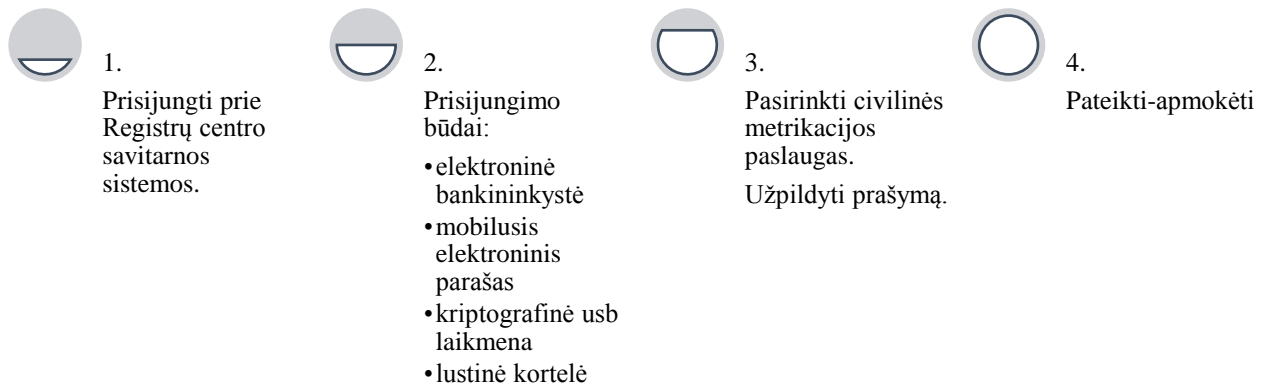 1.
Prisijungti prie
Registrų centro
savitarnos
sistemos.
2.
Prisijungimo
būdai:
•elektroninė
bankininkystė
•mobilusis
elektroninis
parašas
•kriptografinė usb
laikmena
•lustinė kortelė
3.
Pasirinkti civilinės
metrikacijos
paslaugas.
Užpildyti prašymą.
4.
Pateikti-apmokėti